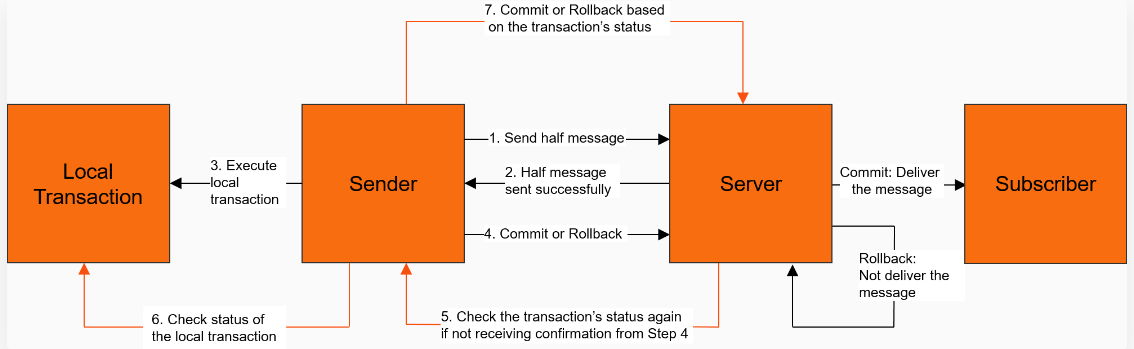 7. Commit or Rollback based
on the transaction's status
Local
Transaction
3. Execute
local
transaction
Sender
1. Send half message
2. Half message
sent successfully
4. Commit or Rollback
Server
Commit: Deliver
the message
Subscriber
Rollback:
Not deliver the
message
6. Check status of
the local transaction
5. Check the transaction's status again
if not receiving confirmation from Step 4